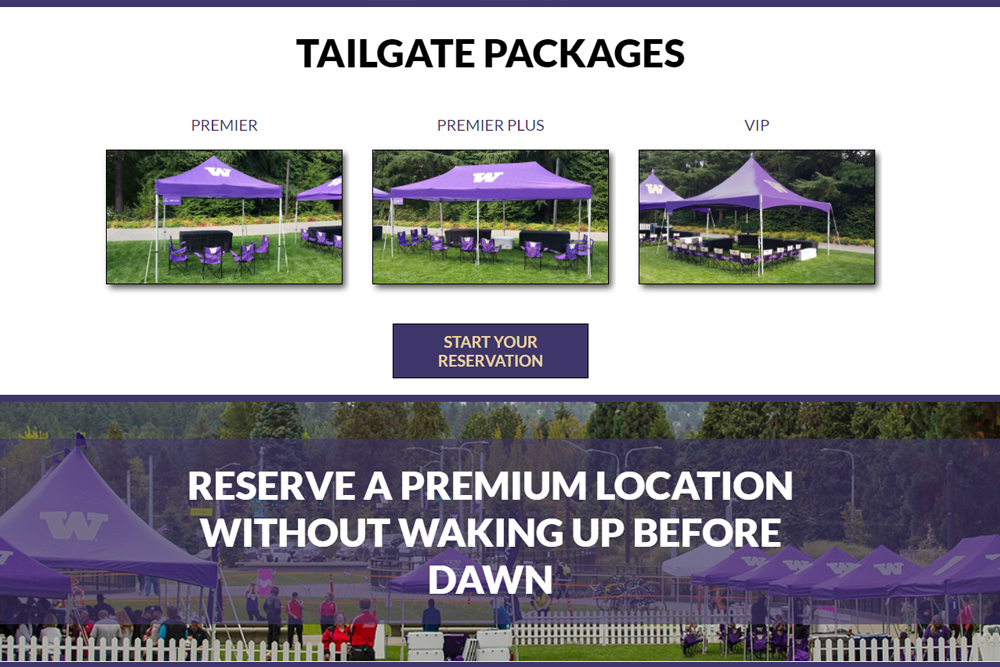 TAILGATE PACKAGES
PREMIER
PREMIER PLUS
VIP
W
W
W
W
START YOUR
RESERVATION
RESERVE A PREMIUM LOCATION
WITHOUT WAKING UP BEFORE
DAWN
W
W
W
W
W